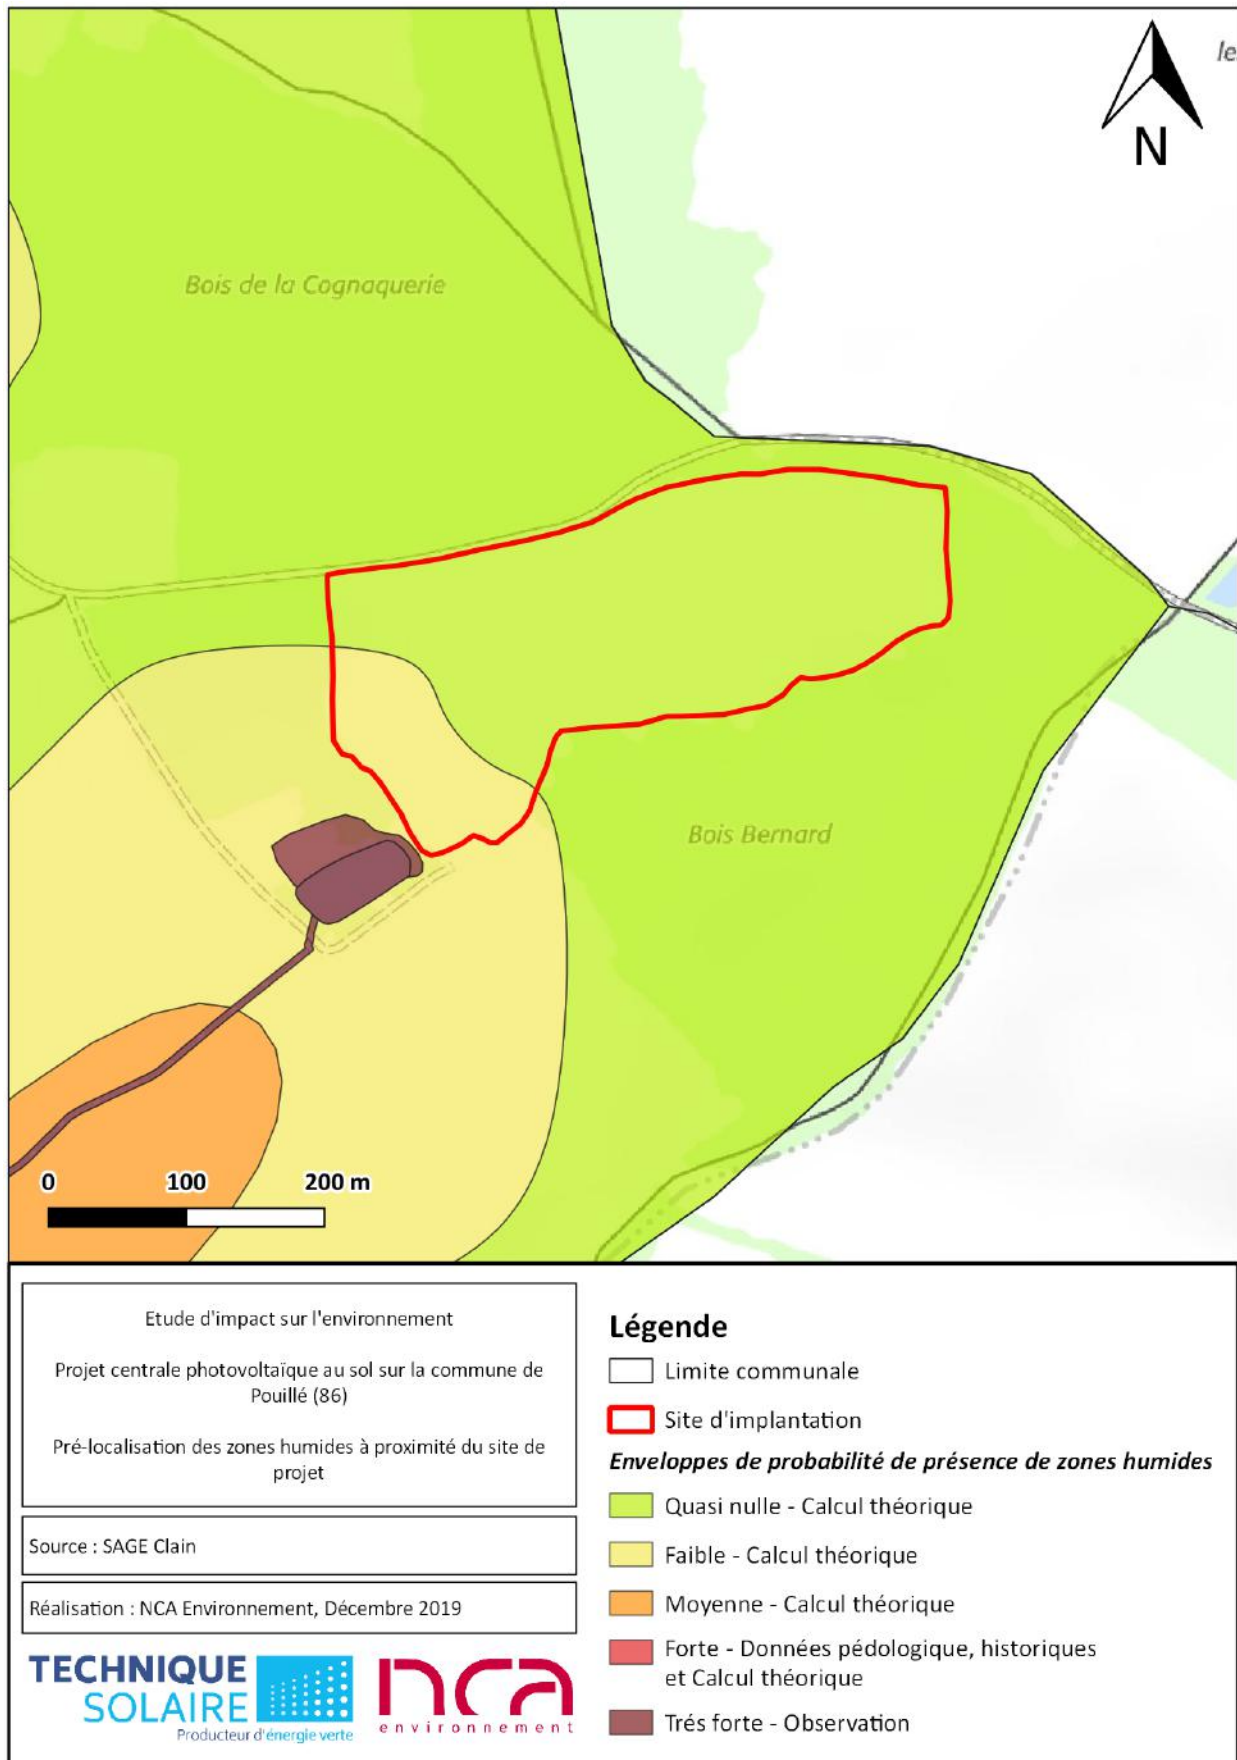 le
N
Bois de la Cognaquerie
Bois Bernard
0 100 200 m
Etude d'impact sur l'environnement
Projet centrale photovoltaïque au sol sur la commune de
Pouillé (86)
Pré-localisation des zones humides à proximité du site de
projet
Source : SAGE Clain
Réalisation : NCA Environnement, Décembre 2019
TECHNIQUE
SOLAIRE
Producteur d'énergie verte
nca
environnement
Légende
Limite communale
Site d'implantation
Enveloppes de probabilité de présence de zones humides
Quasi nulle - Calcul théorique
Faible - Calcul théorique
Moyenne - Calcul théorique
Forte - Données pédologique, historiques
et Calcul théorique
Trés forte - Observation